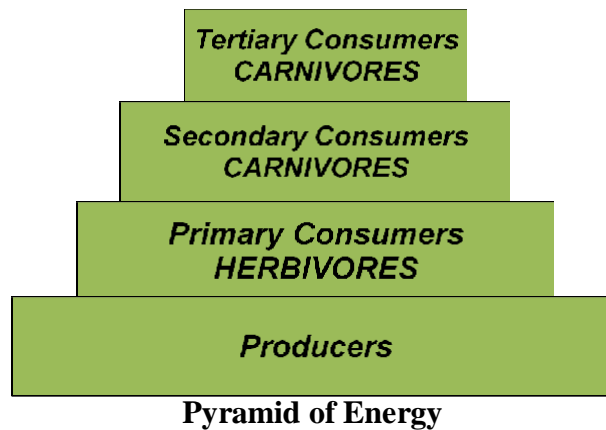 Tertiary Consumers
CARNIVORES
Secondary Consumers
CARNIVORES
Primary Consumers
HERBIVORES
Producers
Pyramid of Energy